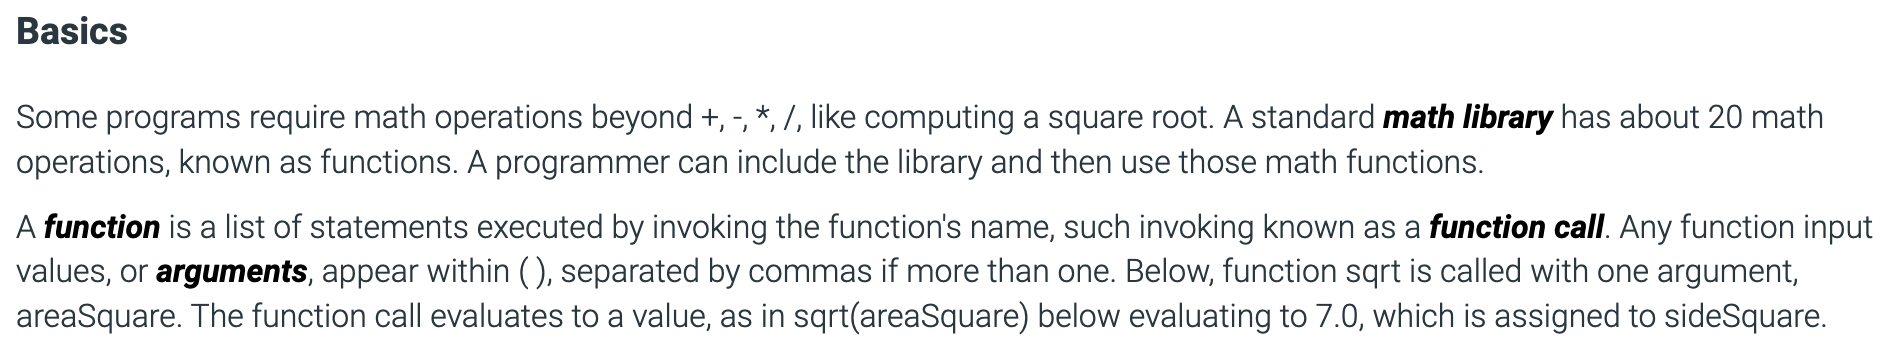 Basics
Some programs require math operations beyond +, -, *, /, like computing a square root. A standard math library has about 20 math
operations, known as functions. A programmer can include the library and then use those math functions.
A function is a list of statements executed by invoking the function's name, such invoking known as a function call. Any function input
values, or arguments, appear within ( ), separated by commas if more than one. Below, function sqrt is called with one argument,
areaSquare. The function call evaluates to a value, as in sqrt(areaSquare) below evaluating to 7.0, which is assigned to sideSquare.